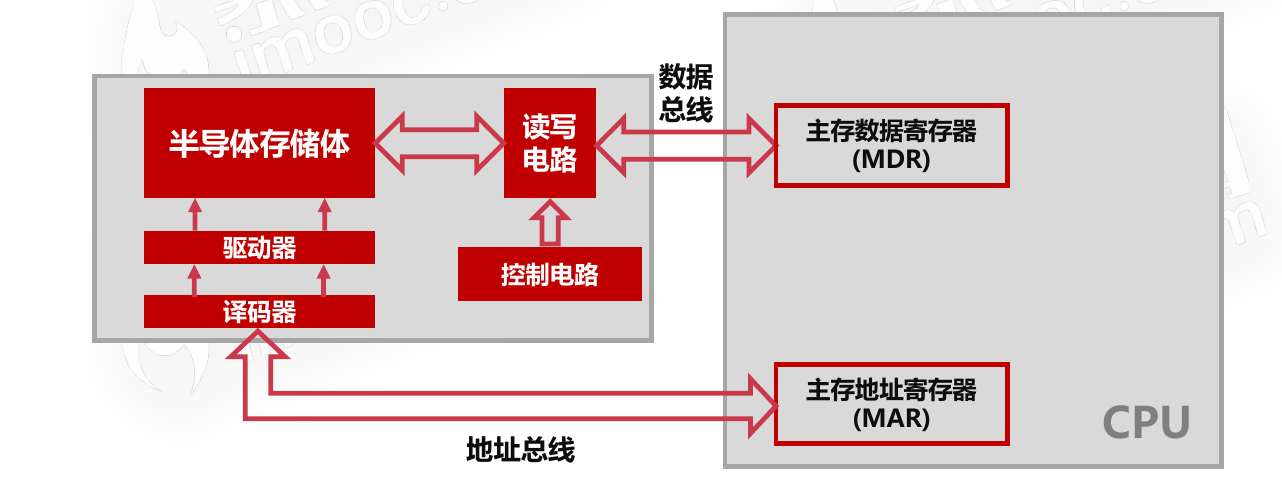 imooc.com
数据
总线
半导体存储体
读写
电路
主存数据寄存器
(MDR)
驱动器
控制电路
译码器
主存地址寄存器
(MAR)
CPU
地址总线